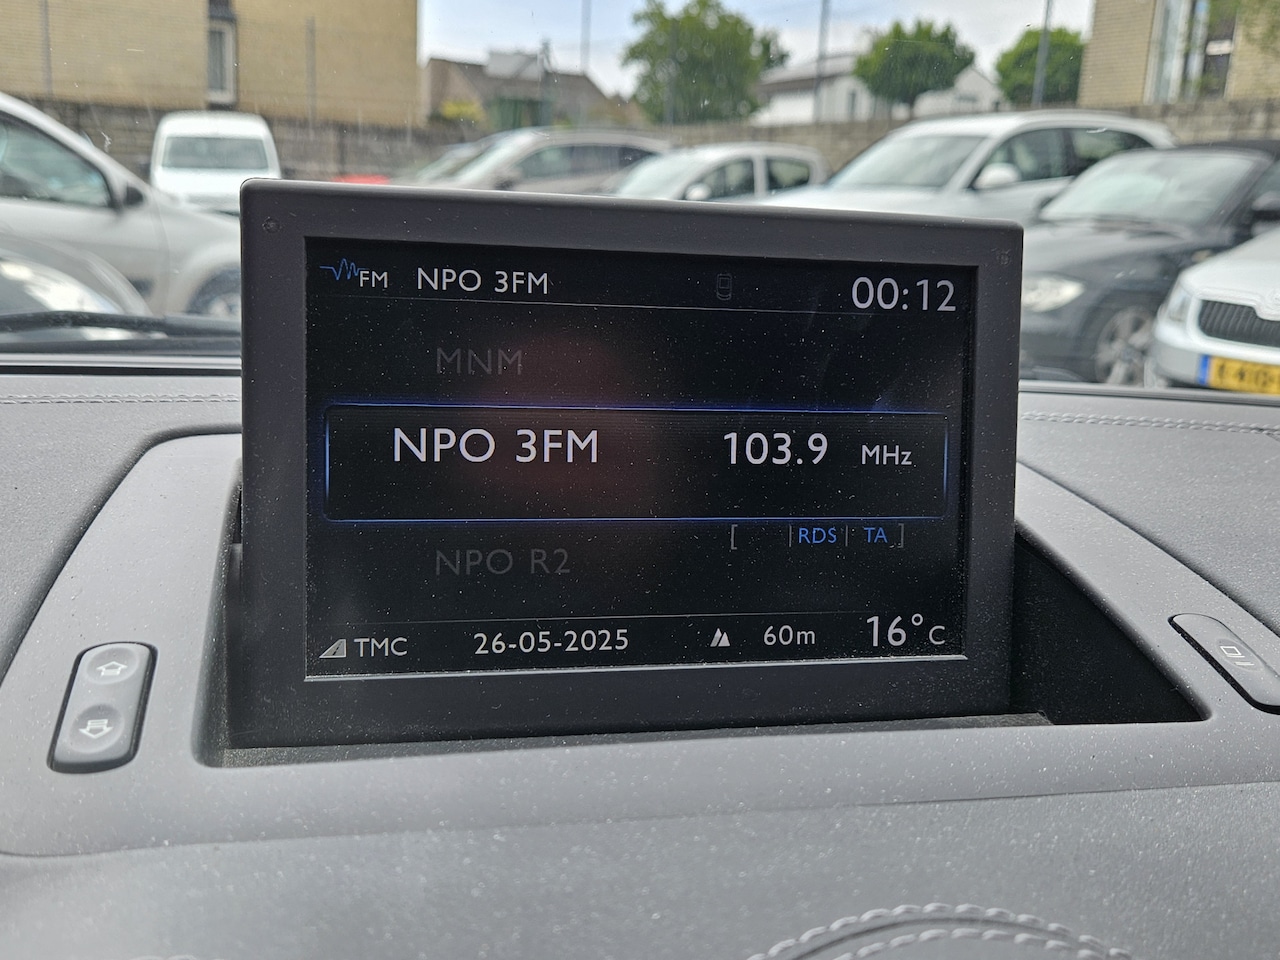 FM NPO 3FM 00:12
MNM
NPO 3FM 103.9 MHz
[ | RDS | TA ]
NPO R2
TMC 26-05-2025 60m 16°C